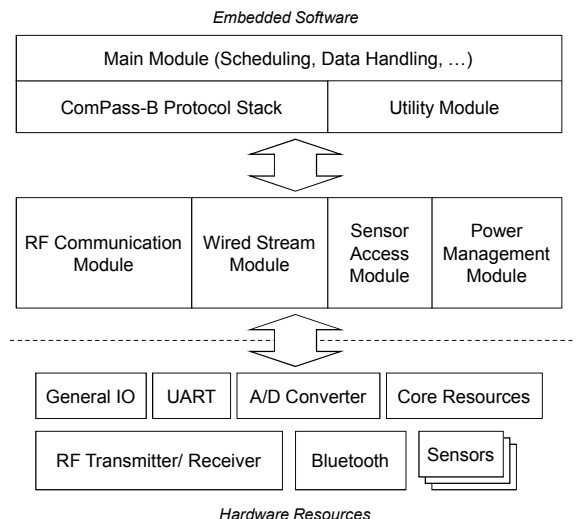 Embedded Software
Main Module (Scheduling, Data Handling, …)
ComPass-B Protocol Stack
Utility Module
RF Communication
Module
Wired Stream
Module
Sensor
Access
Module
Power
Management
Module
General IO
UART
A/D Converter
Core Resources
RF Transmitter/ Receiver
Bluetooth
Sensors
Hardware Resources